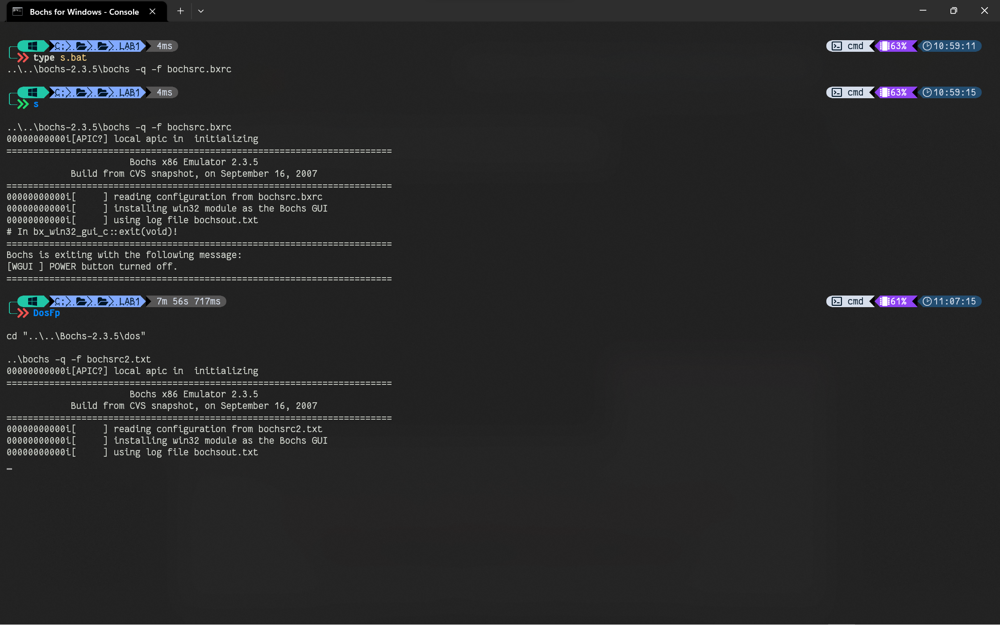 Bochs for Windows - Console
C: LAB1 4ms cmd 63% 10:59:11
type s.bat
..\..\bochs-2.3.5\bochs -q -f bochsrc.bxrc
C: LAB1 4ms cmd 63% 10:59:15
s
..\..\bochs-2.3.5\bochs -q -f bochsrc.bxrc
00000000000i[APIC?] local apic in  initializing
========================================================================
Bochs x86 Emulator 2.3.5
Build from CVS snapshot, on September 16, 2007
========================================================================
00000000000i[     ] reading configuration from bochsrc.bxrc
00000000000i[     ] installing win32 module as the Bochs GUI
00000000000i[     ] using log file bochsout.txt
# In bx_win32_gui_c::exit(void)!
========================================================================
Bochs is exiting with the following message:
[WGUI ] POWER button turned off.
========================================================================
C: LAB1 7m 56s 717ms cmd 61% 11:07:15
DosFp
cd "..\..\Bochs-2.3.5\dos"
..\bochs -q -f bochsrc2.txt
00000000000i[APIC?] local apic in  initializing
========================================================================
Bochs x86 Emulator 2.3.5
Build from CVS snapshot, on September 16, 2007
========================================================================
00000000000i[     ] reading configuration from bochsrc2.txt
00000000000i[     ] installing win32 module as the Bochs GUI
00000000000i[     ] using log file bochsout.txt